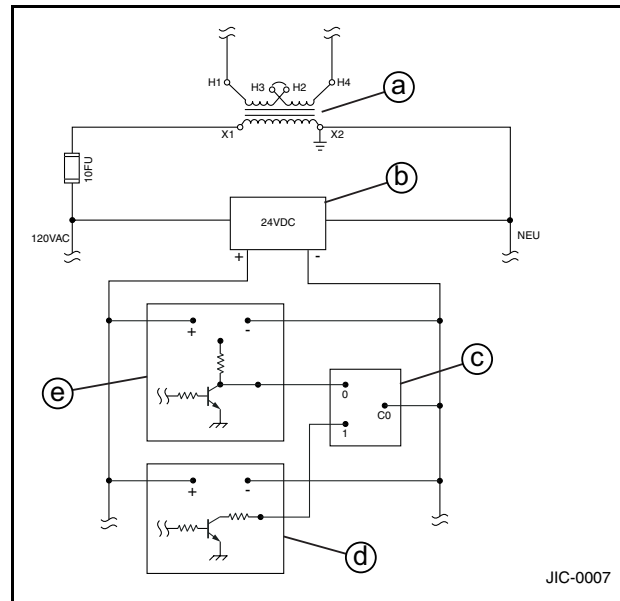 H1 H3 H2 H4
a
X1 X2
10FU
b
24VDC
120VAC NEU
+ -
+ -
c
e
0
C0
1
+ -
d
JIC-0007